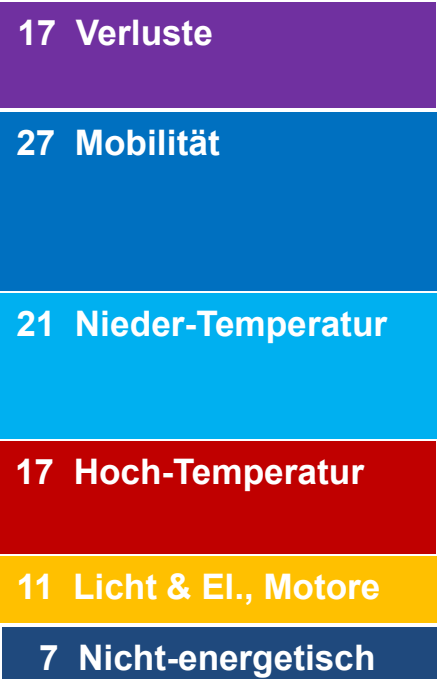 17 Verluste
27 Mobilität
21 Nieder-Temperatur
17 Hoch-Temperatur
11 Licht & El., Motore
7 Nicht-energetisch